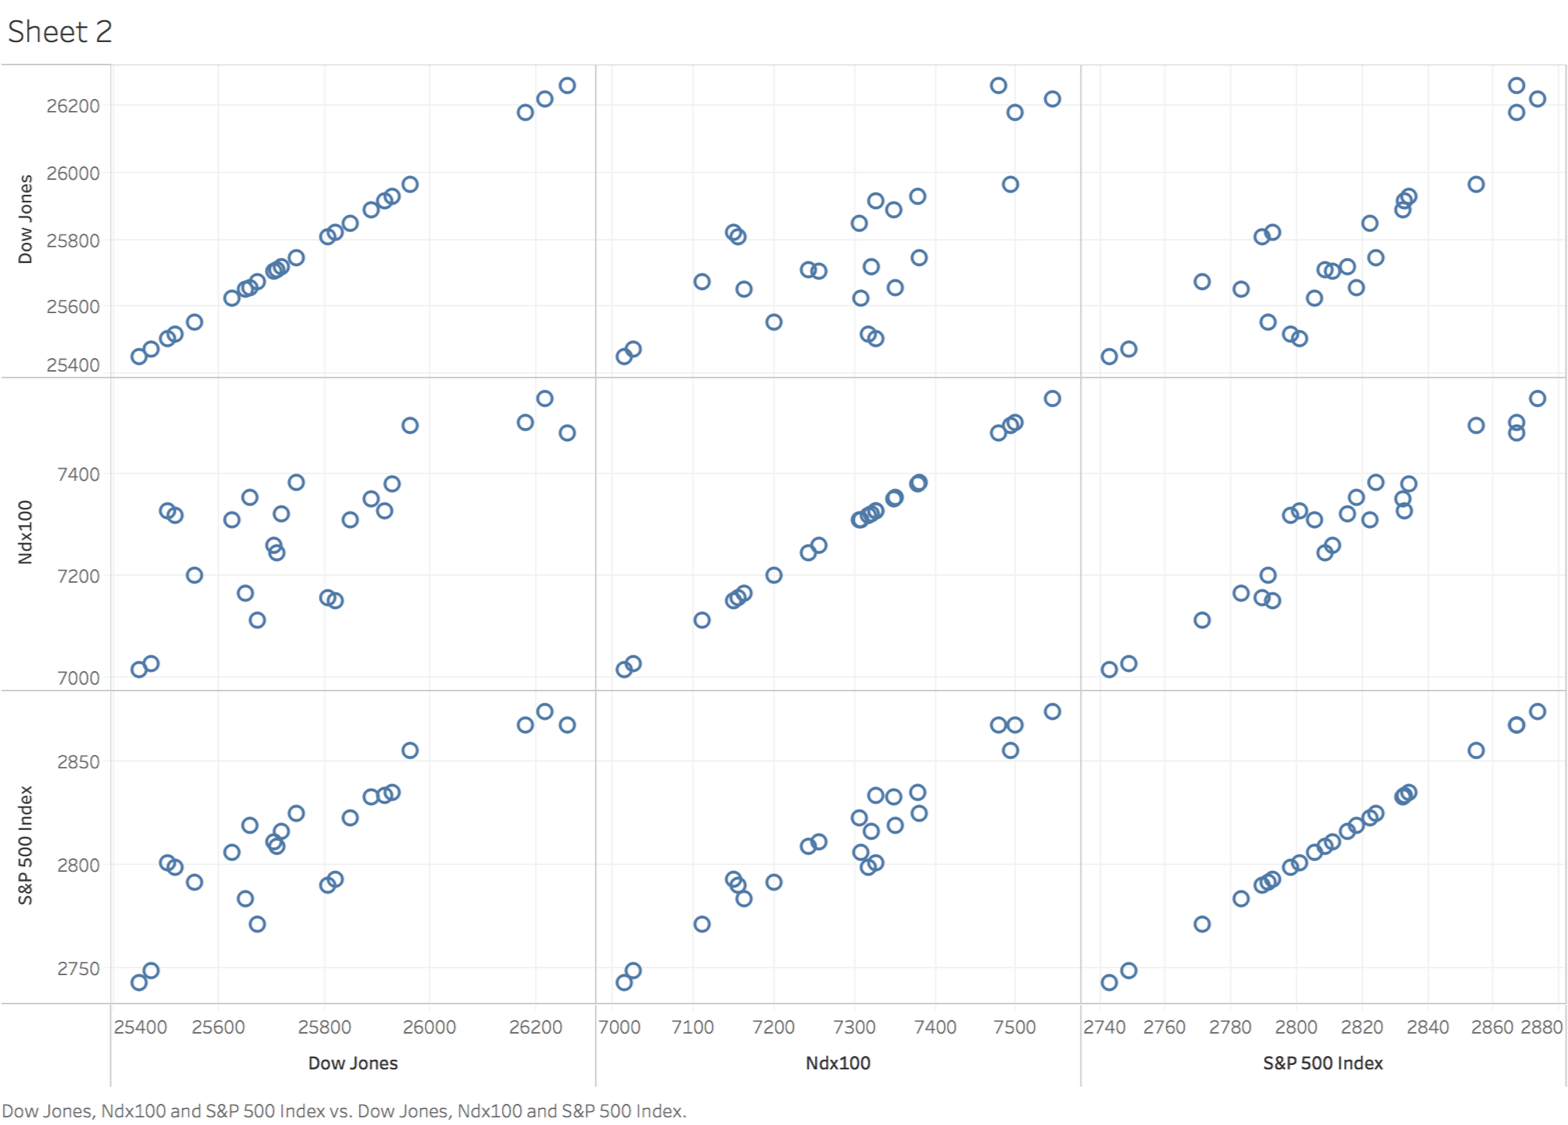 Sheet 2
26200
26000
25800
25600
25400
Dow Jones
7400
7200
7000
Ndx100
2850
2800
2750
S&P 500 Index
25400 25600 25800 26000 26200 7000 7100 7200 7300 7400 7500 2740 2760 2780 2800 2820 2840 2860 2880
Dow Jones Ndx100 S&P 500 Index
Dow Jones, Ndx100 and S&P 500 Index vs. Dow Jones, Ndx100 and S&P 500 Index.